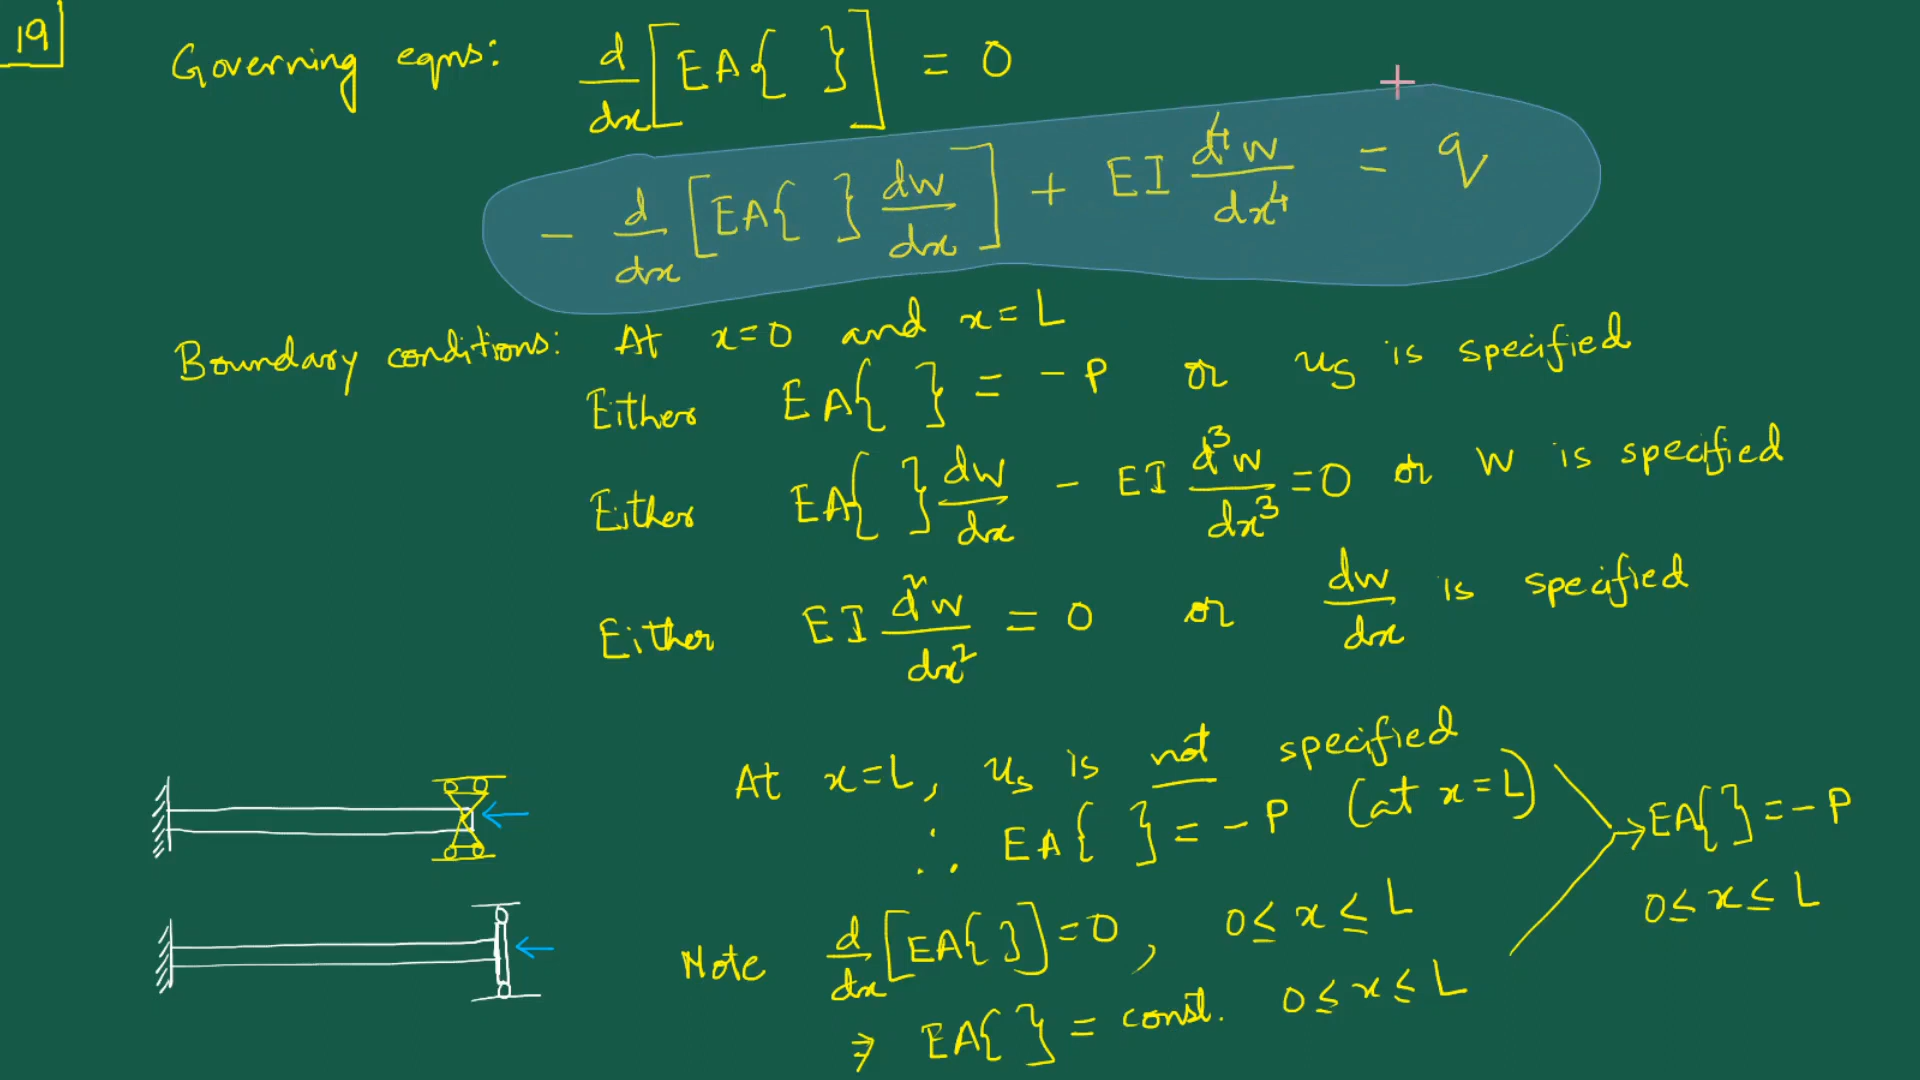 19
Governing eqns: d/dx [EA{ }] = 0
- d/dx [EA{ } dw/dx] + EI d⁴w/dx⁴ = q
Boundary conditions: At x=0 and x=L
Either EA{ } = -P or u_s is specified
Either EA{ } dw/dx - EI d³w/dx³ = 0 or w is specified
Either EI d²w/dx² = 0 or dw/dx is specified
At x=L, u_s is not specified
∴ EA{ } = -P (at x=L)
→ EA{ } = -P
0≤x≤L
Note d/dx [EA{ }] = 0, 0≤x≤L
⇒ EA{ } = const. 0≤x≤L